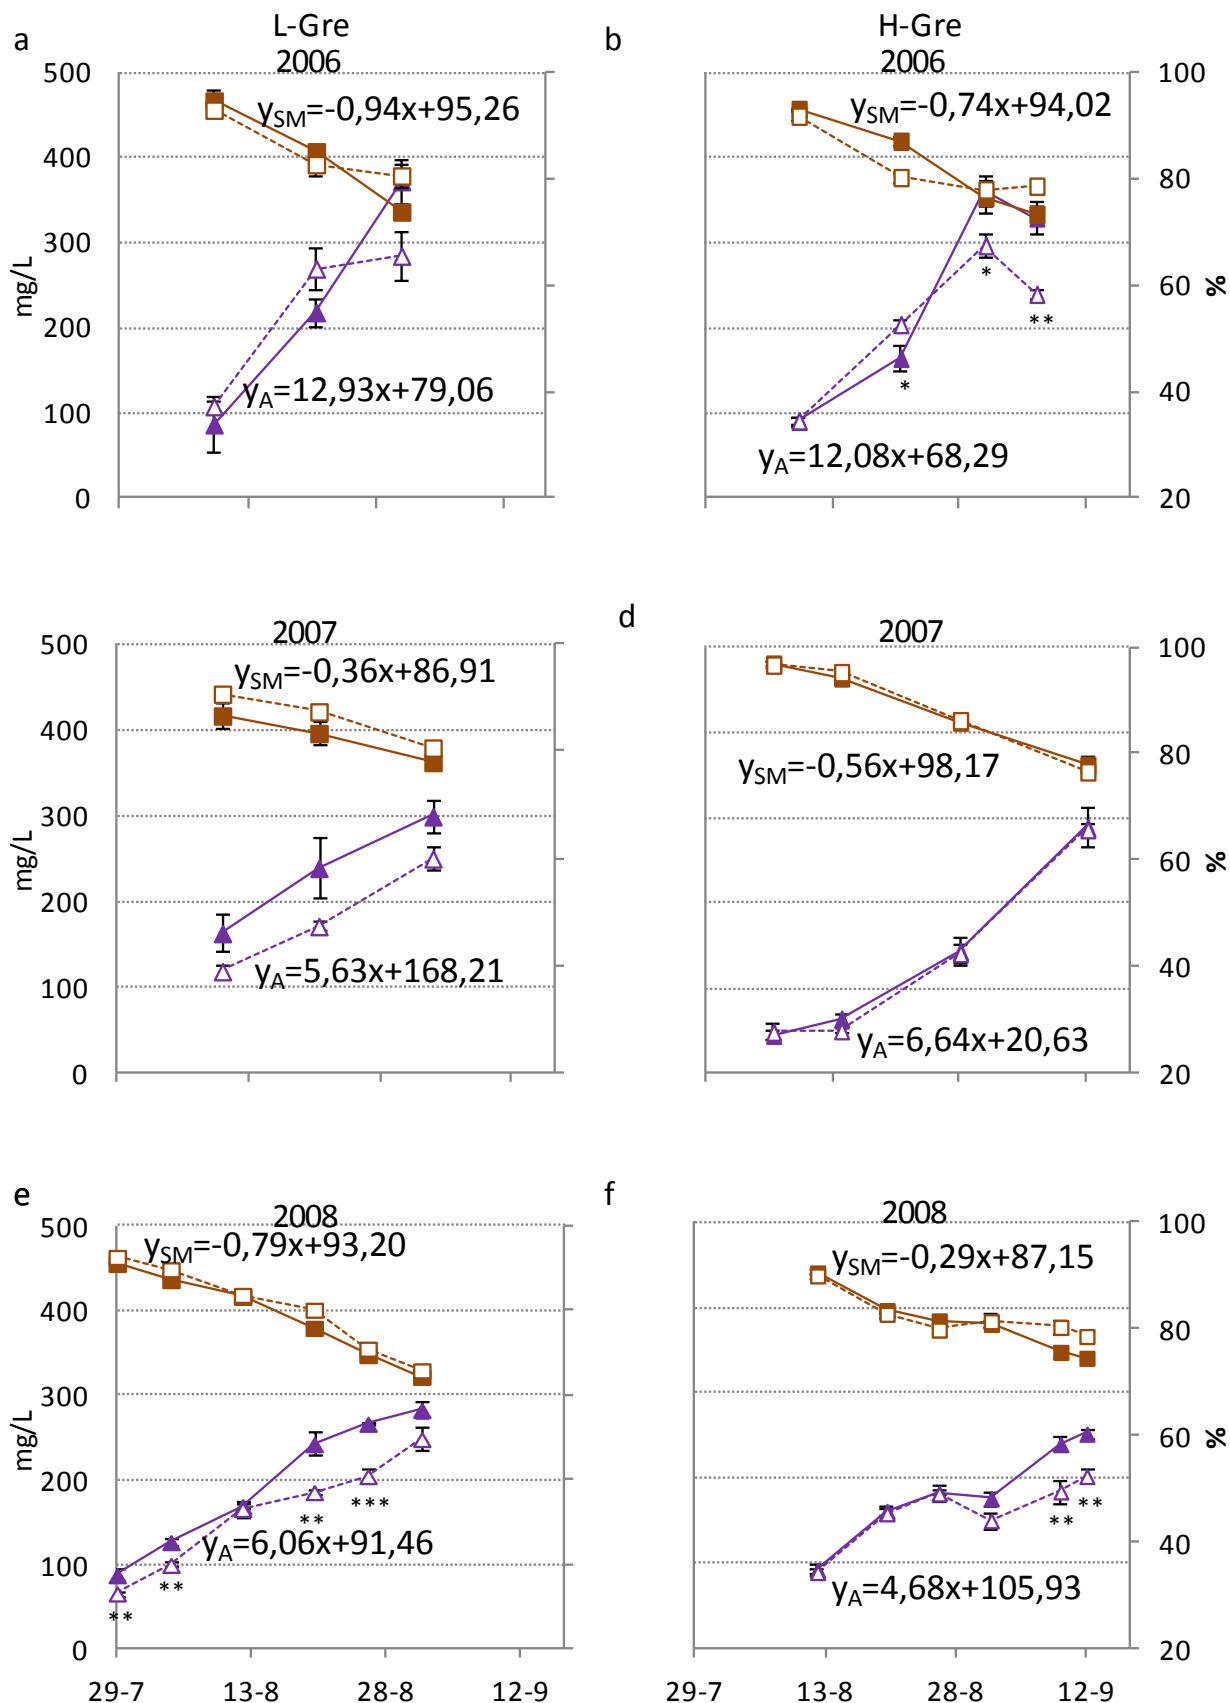 L-Gre
H-Gre
a
2006
b
2006
500
400
300
200
100
0
mg/L
ySM=-0,94x+95,26
yA=12,93x+79,06
ySM=-0,74x+94,02
*
*
**
yA=12,08x+68,29
100
80
60
40
20
%
2007
500
400
300
200
100
0
mg/L
ySM=-0,36x+86,91
yA=5,63x+168,21
d
2007
ySM=-0,56x+98,17
yA=6,64x+20,63
100
80
60
40
20
%
e
2008
500
400
300
200
100
0
mg/L
ySM=-0,79x+93,20
***
**
yA=6,06x+91,46
**
**
29-7
13-8
28-8
12-9
f
2008
ySM=-0,29x+87,15
**
**
yA=4,68x+105,93
100
80
60
40
20
%
29-7
13-8
28-8
12-9